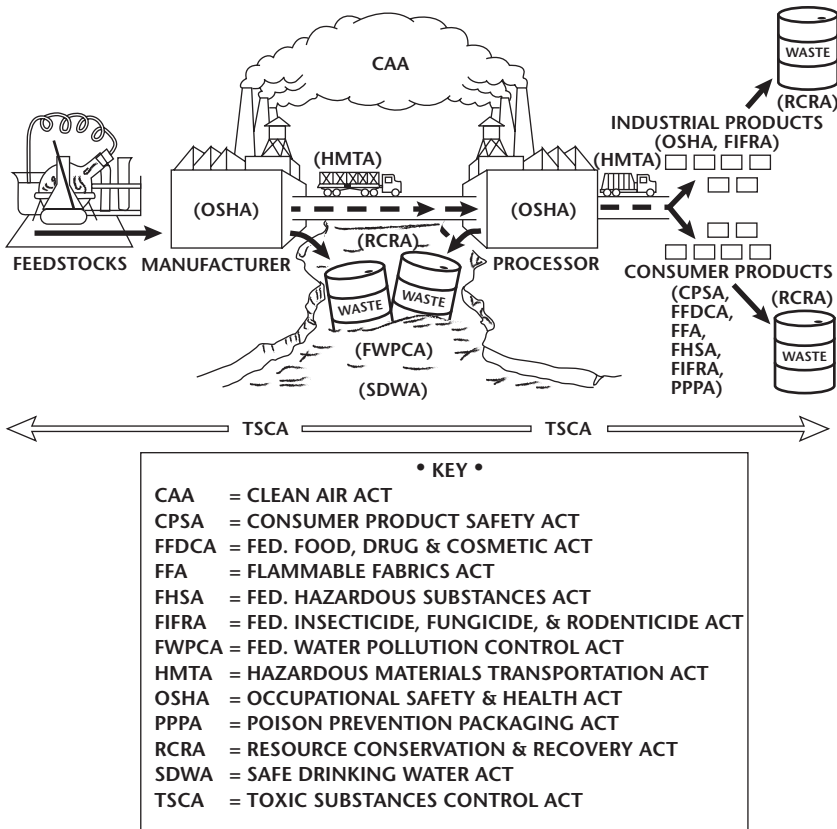 CAA
WASTE
(RCRA)
INDUSTRIAL PRODUCTS
(OSHA, FIFRA)
(HMTA)
(HMTA)
(OSHA)
(OSHA)
(RCRA)
FEEDSTOCKS
MANUFACTURER
PROCESSOR
WASTE
WASTE
(FWPCA)
(SDWA)
CONSUMER PRODUCTS
(CPSA,
FFDCA,
FFA,
FHSA,
FIFRA,
PPPA)
(RCRA)
WASTE
TSCA
TSCA
• KEY •
CAA = CLEAN AIR ACT
CPSA = CONSUMER PRODUCT SAFETY ACT
FFDCA = FED. FOOD, DRUG & COSMETIC ACT
FFA = FLAMMABLE FABRICS ACT
FHSA = FED. HAZARDOUS SUBSTANCES ACT
FIFRA = FED. INSECTICIDE, FUNGICIDE, & RODENTICIDE ACT
FWPCA = FED. WATER POLLUTION CONTROL ACT
HMTA = HAZARDOUS MATERIALS TRANSPORTATION ACT
OSHA = OCCUPATIONAL SAFETY & HEALTH ACT
PPPA = POISON PREVENTION PACKAGING ACT
RCRA = RESOURCE CONSERVATION & RECOVERY ACT
SDWA = SAFE DRINKING WATER ACT
TSCA = TOXIC SUBSTANCES CONTROL ACT